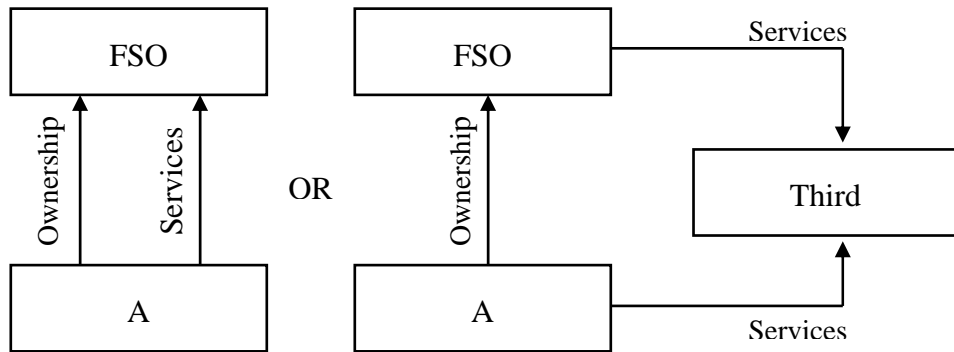 FSO
Ownership
Services
A
OR
FSO
Services
Ownership
Third
A
Services